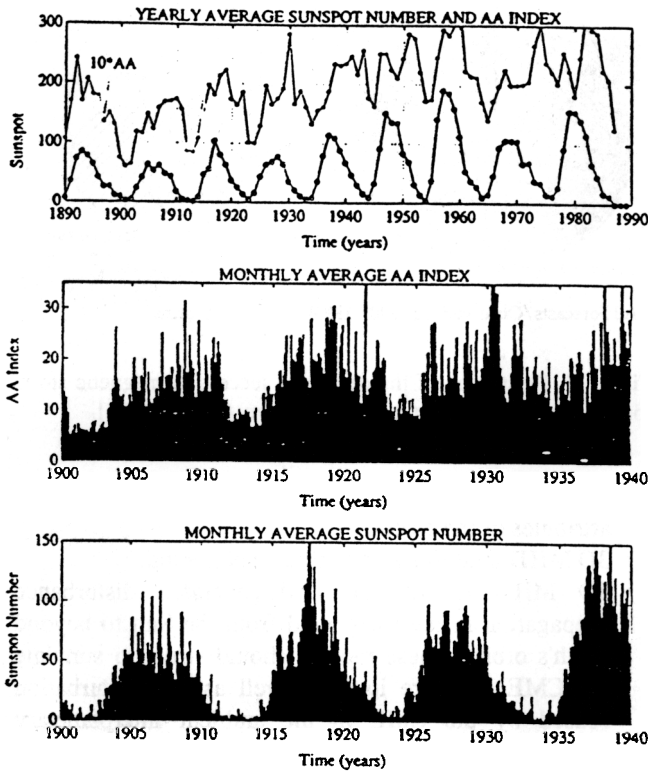 YEARLY AVERAGE SUNSPOT NUMBER AND AA INDEX
300
200
100
0
Sunspot
10*AA
1890 1900 1910 1920 1930 1940 1950 1960 1970 1980 1990
Time (years)
MONTHLY AVERAGE AA INDEX
30
20
10
0
AA Index
1900 1905 1910 1915 1920 1925 1930 1935 1940
Time (years)
MONTHLY AVERAGE SUNSPOT NUMBER
150
100
50
0
Sunspot Number
1900 1905 1910 1915 1920 1925 1930 1935 1940
Time (years)